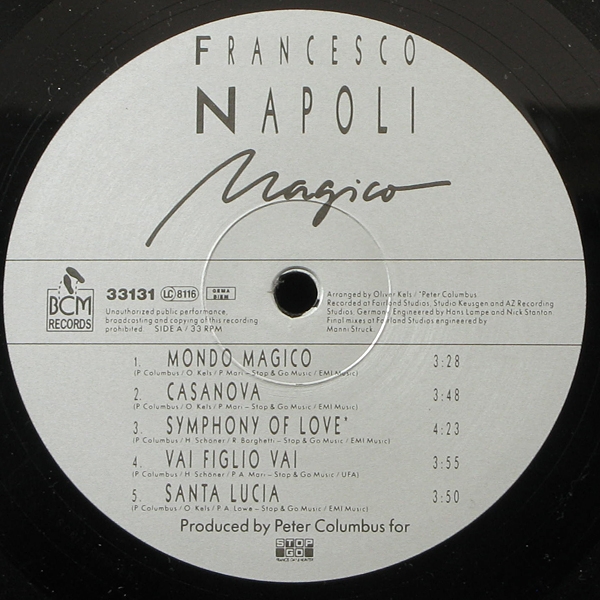 FRANCESCO
NAPOLI
Magico
BCM
RECORDS
33131 LC 8116 GEMA
BIEM
Unauthorized public performance,
broadcasting and copying of this recording
prohibited. SIDE A / 33 RPM
Arranged by Oliver Kels / *Peter Columbus
Recorded at Fairland Studios, Studio Keusgen and AZ Recording
Studios, Germany. Engineered by Hans Lampe and Nick Stanton.
Final mixes at Fairland Studios engineered by
Manni Struck.
1. MONDO MAGICO 3:28
(P. Columbus / O. Kels / P. Mari – Stop & Go Music / EMI Music)
2. CASANOVA 3:48
(P. Columbus / O. Kels / P. Mari – Stop & Go Music / EMI Music)
3. SYMPHONY OF LOVE* 4:23
(P. Columbus / H. Schöner / R. Borghetti – Stop & Go Music / EMI Music)
4. VAI FIGLIO VAI 3:55
(P. Columbus / H. Schöner / P. A. Mari – Stop & Go Music / UFA)
5. SANTA LUCIA 3:50
(P. Columbus / O. Kels / P. A. Lowe – Stop & Go Music / EMI Music)
Produced by Peter Columbus for
STOP
GO